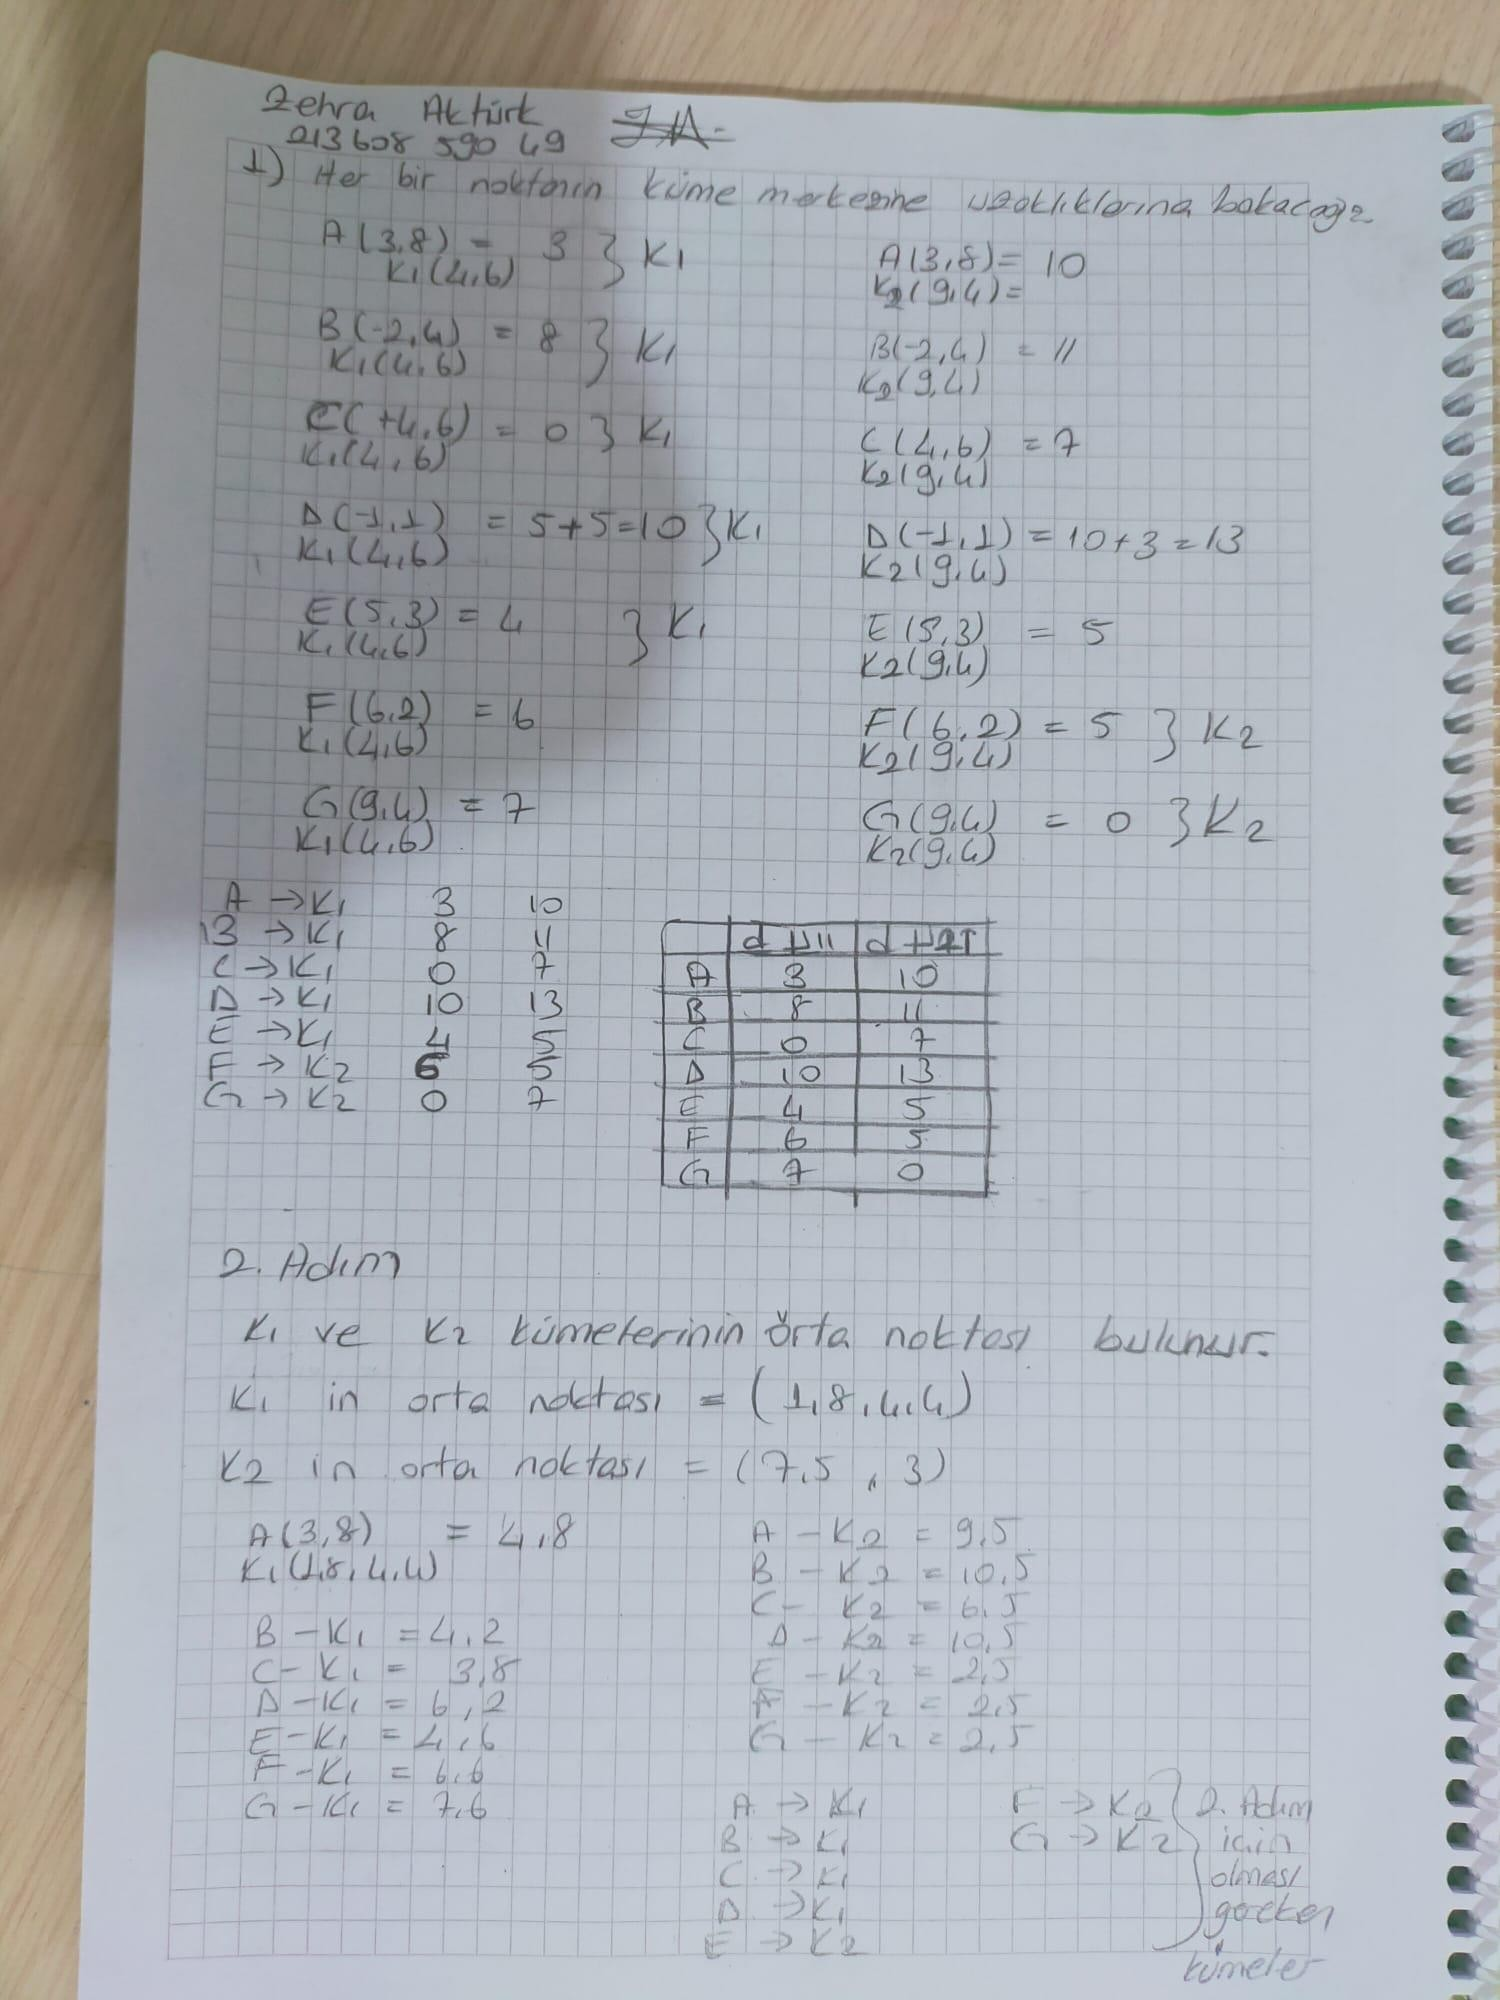 Zehra Aktürk
213608 590 49
1) Her bir noktanın küme merkezine uzaklıklarına bakacağız
A(3,8) = 3 } K1
K1(4,6)
A(3,8) = 10
K2(9,4) =
B(-2,4) = 8 } K1
K1(4,6)
B(-2,4) = 11
K2(9,4)
C(+4,6) = 0 } K1
K1(4,6)
C(4,6) = 7
K2(9,4)
D(-1,1) = 5+5=10 } K1
K1(4,6)
D(-1,1) = 10+3=13
K2(9,4)
E(5,3) = 4 } K1
K1(4,6)
E(5,3) = 5
K2(9,4)
F(6,2) = 6
K1(4,6)
F(6,2) = 5 } K2
K2(9,4)
G(9,4) = 7
K1(4,6)
G(9,4) = 0 } K2
K2(9,4)
A → K1 3 10
B → K1 8 11
C → K1 0 7
D → K1 10 13
E → K1 4 5
F → K2 6 5
G → K2 0 7
d d
A 3 10
B 8 11
C 0 7
D 10 13
E 4 5
F 6 5
G 7 0
2. Adım
K1 ve K2 kümelerinin orta noktası bulunur.
K1 in orta noktası = (1,8, 4,4)
K2 in orta noktası = (7,5 , 3)
A(3,8) = 4,8
K1(1,8, 4,4)
B - K1 = 4,2
C - K1 = 3,8
D - K1 = 6,2
E - K1 = 4,6
F - K1 = 6,6
G - K1 = 7,6
A - K2 = 9,5
B - K2 = 10,5
C - K2 = 6,5
D - K2 = 10,5
E - K2 = 2,5
F - K2 = 2,5
G - K2 = 2,5
A → K1
B → K1
C → K1
D → K1
E → K2
F → K2
G → K2
2. Adım
için
olması
gereken
kümeler